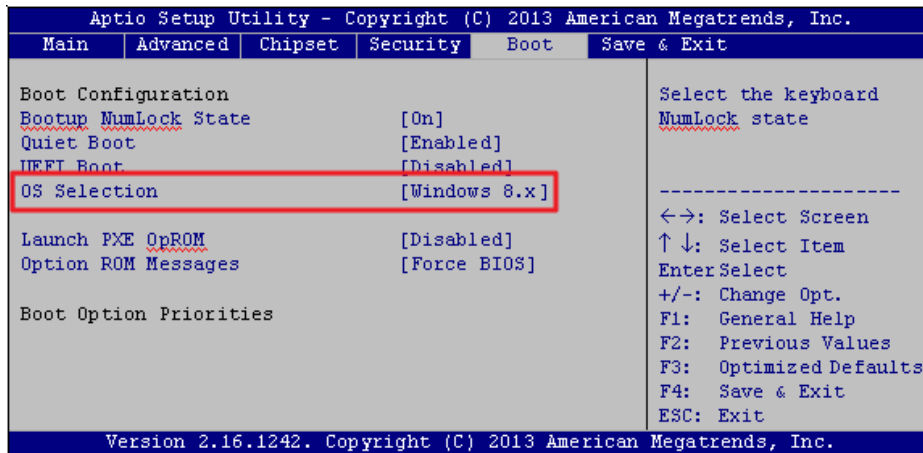 Aptio Setup Utility - Copyright (C) 2013 American Megatrends, Inc.
Main Advanced Chipset Security Boot Save & Exit
Boot Configuration
Bootup NumLock State [On]
Quiet Boot [Enabled]
UEFI Boot [Disabled]
OS Selection [Windows 8.x]
Launch PXE OpROM [Disabled]
Option ROM Messages [Force BIOS]
Boot Option Priorities
Select the keyboard
NumLock state
--------------------
←→: Select Screen
↑ ↓: Select Item
EnterSelect
+/-: Change Opt.
F1: General Help
F2: Previous Values
F3: Optimized Defaults
F4: Save & Exit
ESC: Exit
Version 2.16.1242. Copyright (C) 2013 American Megatrends, Inc.